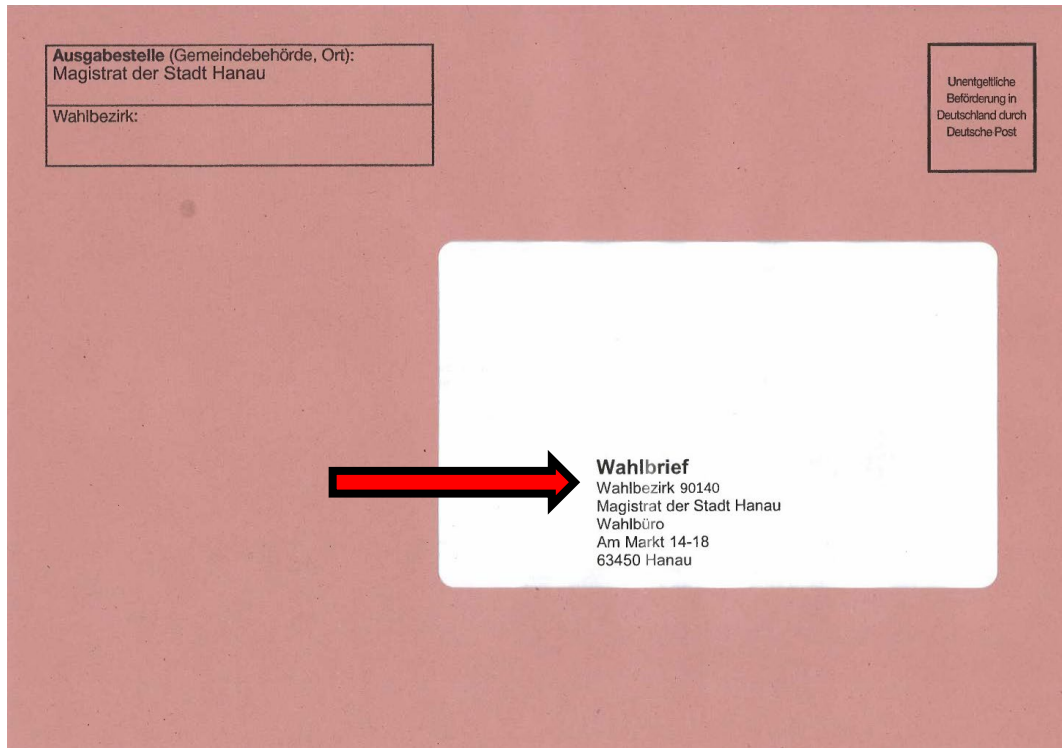 Ausgabestelle (Gemeindebehörde, Ort):
Magistrat der Stadt Hanau
Wahlbezirk:
Unentgeltliche
Beförderung in
Deutschland durch
Deutsche Post
Wahlbrief
Wahlbezirk 90140
Magistrat der Stadt Hanau
Wahlbüro
Am Markt 14-18
63450 Hanau